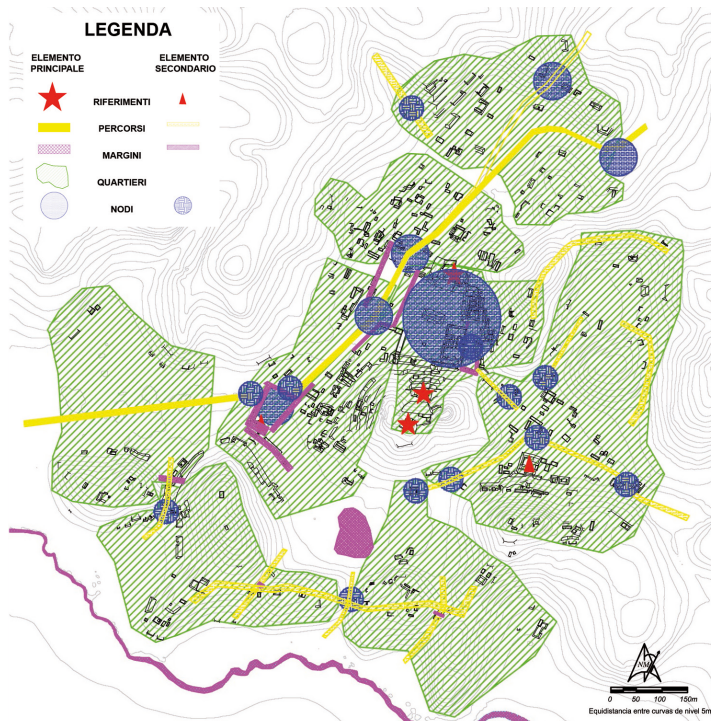 LEGENDA
ELEMENTO PRINCIPALE
ELEMENTO SECONDARIO
RIFERIMENTI
PERCORSI
MARGINI
QUARTIERI
NODI
NM
0 50 100 150m
Equidistancia entre curvas de nivel 5m